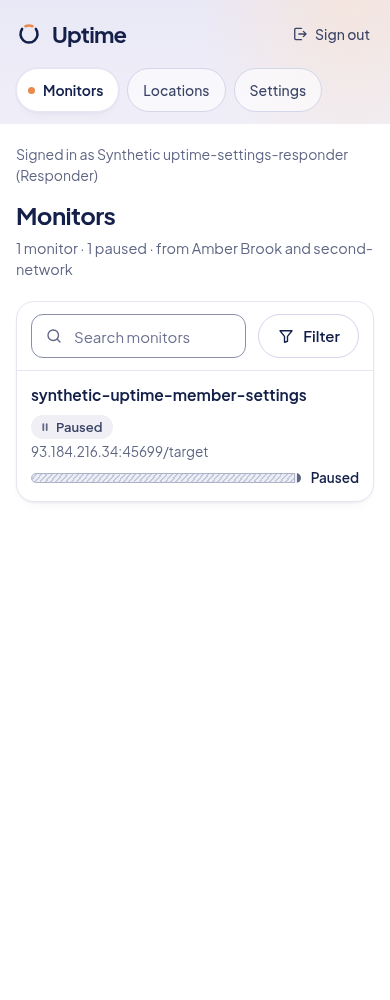 Uptime
Sign out
Monitors
Locations
Settings
Signed in as Synthetic uptime-settings-responder
(Responder)
Monitors
1 monitor · 1 paused · from Amber Brook and second-
network
Search monitors
Filter
synthetic-uptime-member-settings
Paused
93.184.216.34:45699/target
Paused